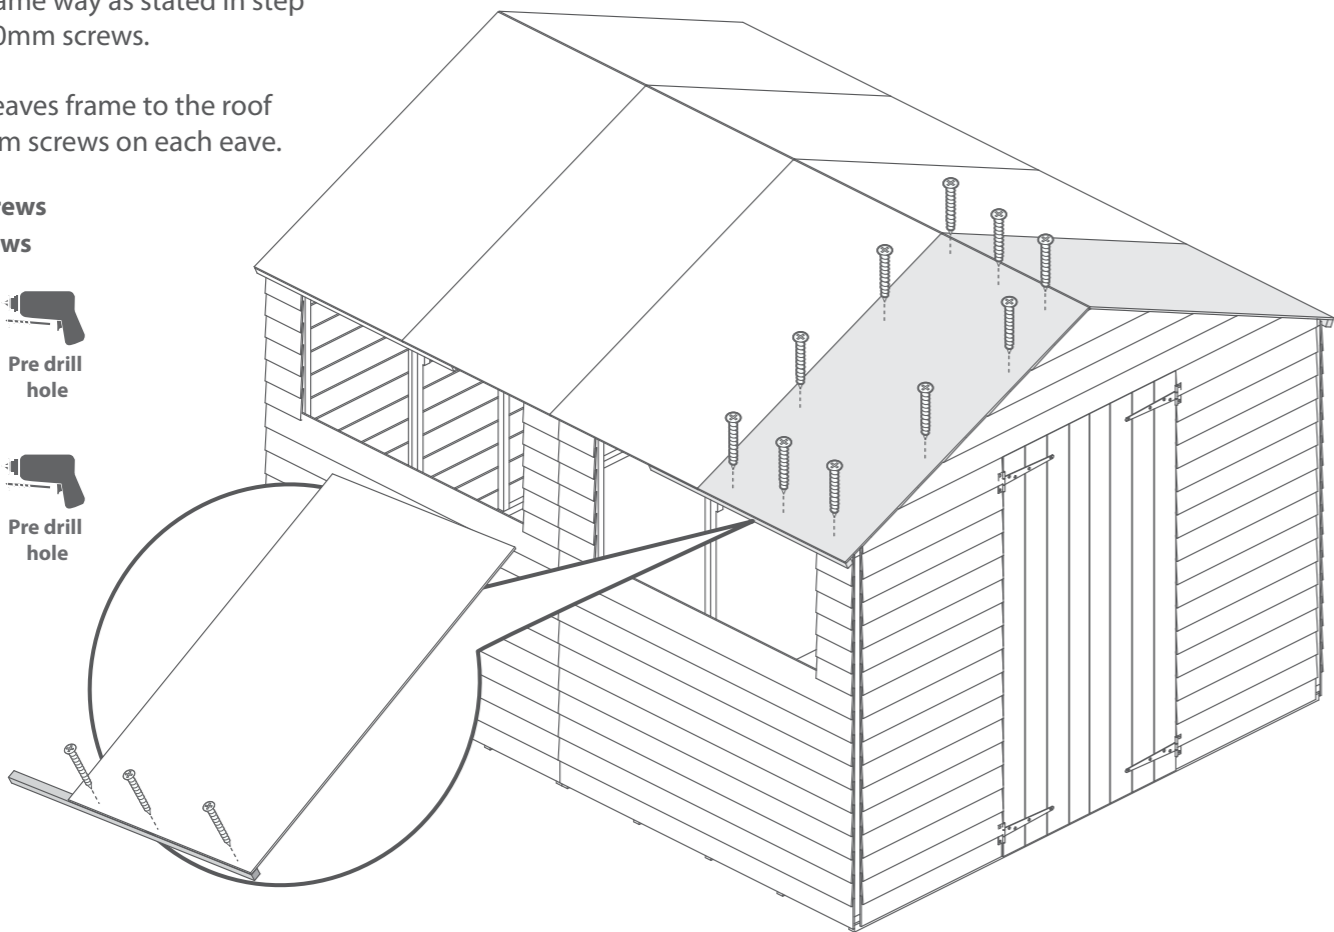 ame way as stated in step
0mm screws.
eaves frame to the roof
m screws on each eave.
rews
ws
Pre drill
hole
Pre drill
hole